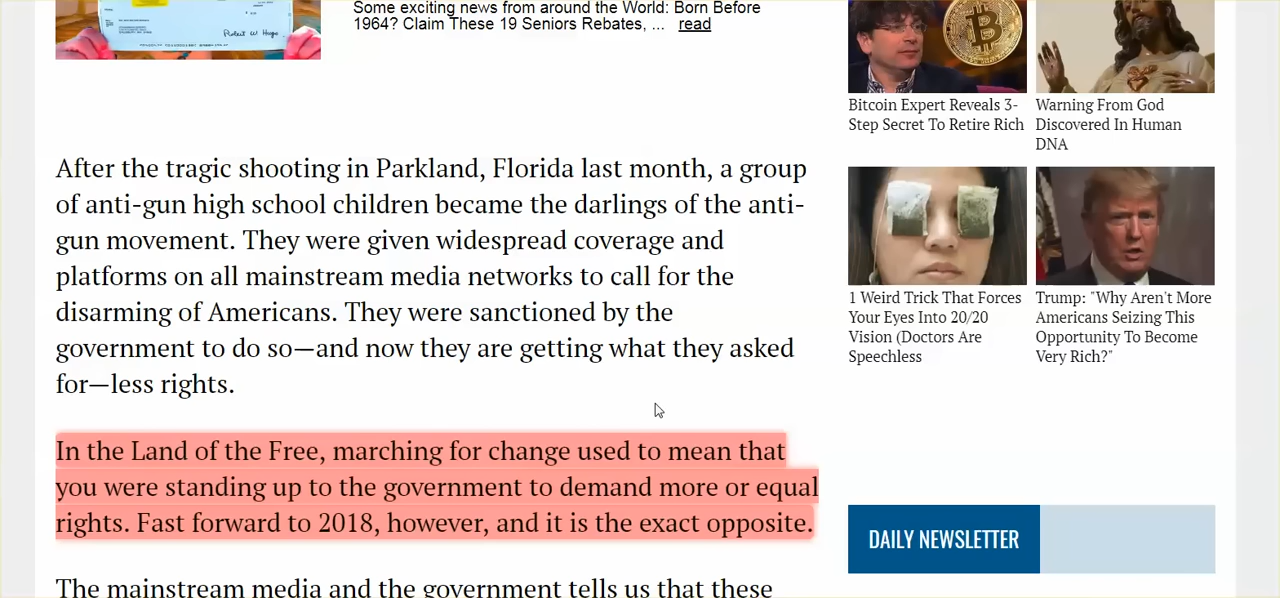 Some exciting news from around the World: Born Before
1964? Claim These 19 Seniors Rebates, ... read
Robert W Hugo
Bitcoin Expert Reveals 3-
Step Secret To Retire Rich
Warning From God
Discovered In Human
DNA
After the tragic shooting in Parkland, Florida last month, a group
of anti-gun high school children became the darlings of the anti-
gun movement. They were given widespread coverage and
platforms on all mainstream media networks to call for the
disarming of Americans. They were sanctioned by the
government to do so—and now they are getting what they asked
for—less rights.
1 Weird Trick That Forces
Your Eyes Into 20/20
Vision (Doctors Are
Speechless
Trump: "Why Aren't More
Americans Seizing This
Opportunity To Become
Very Rich?"
In the Land of the Free, marching for change used to mean that
you were standing up to the government to demand more or equal
rights. Fast forward to 2018, however, and it is the exact opposite.
DAILY NEWSLETTER
The mainstream media and the government tells us that these